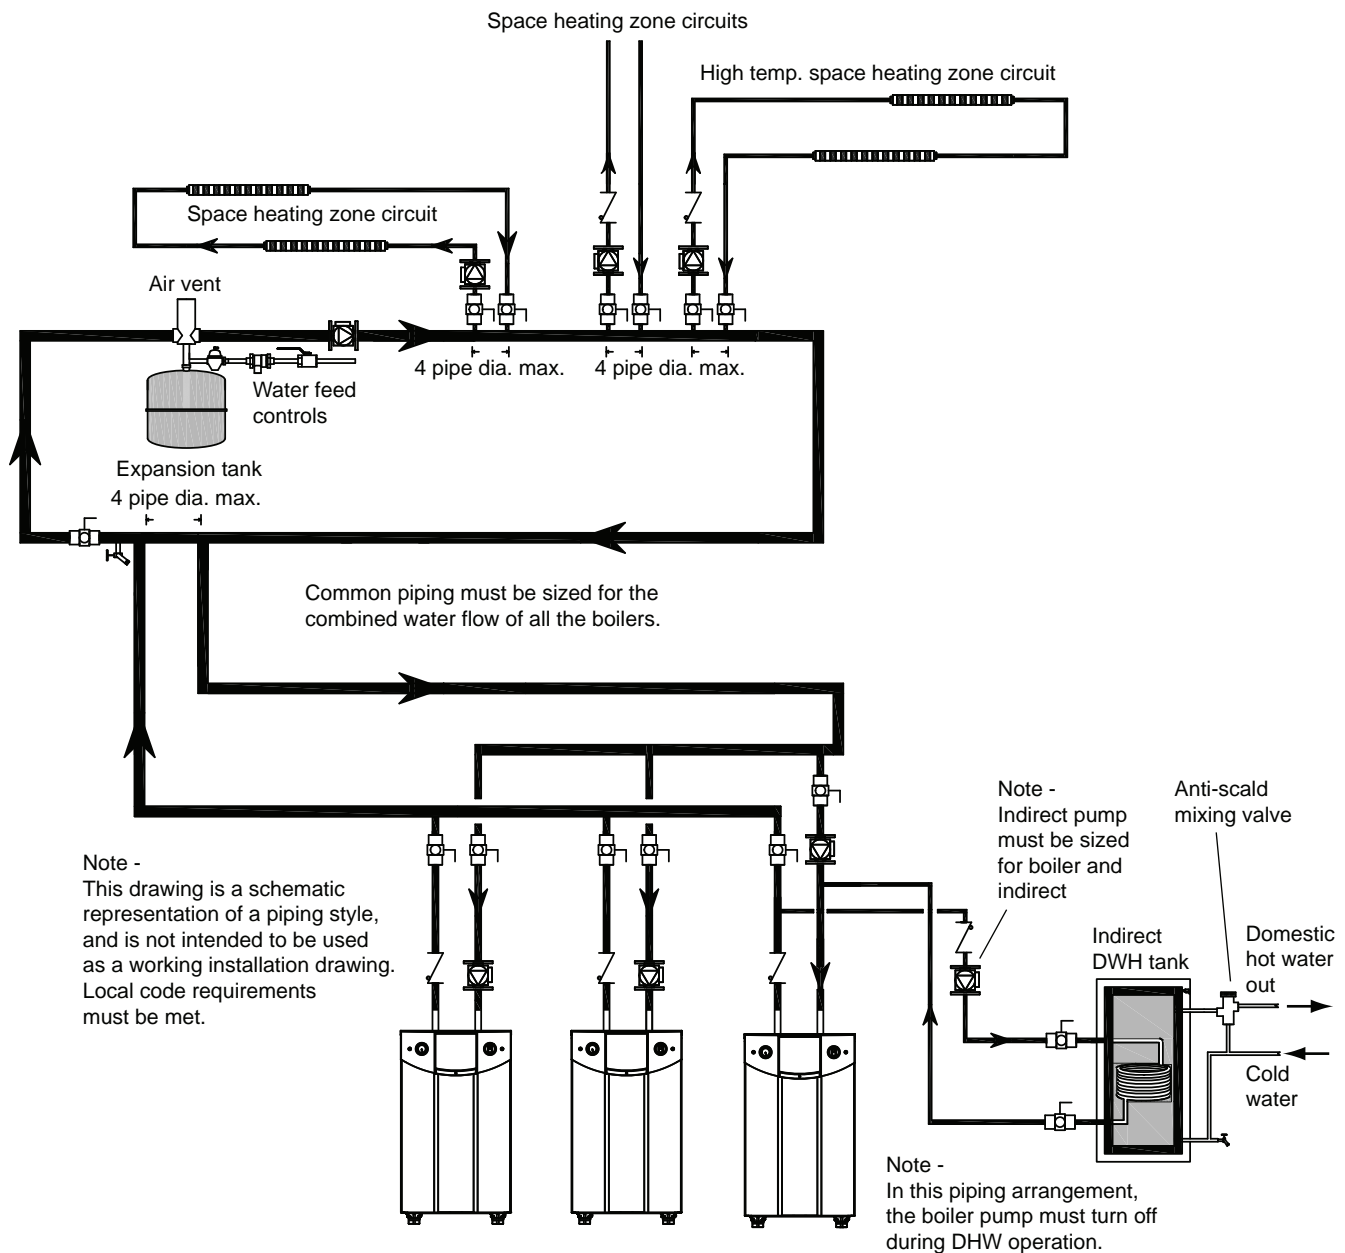 Space heating zone circuits
High temp. space heating zone circuit
Space heating zone circuit
Air vent
4 pipe dia. max.
4 pipe dia. max.
Water feed
controls
Expansion tank
4 pipe dia. max.
Common piping must be sized for the
combined water flow of all the boilers.
Note -
Indirect pump
must be sized
for boiler and
indirect
Anti-scald
mixing valve
Note -
This drawing is a schematic
representation of a piping style,
and is not intended to be used
as a working installation drawing.
Local code requirements
must be met.
Indirect
DWH tank
Domestic
hot water
out
Cold
water
Note -
In this piping arrangement,
the boiler pump must turn off
during DHW operation.